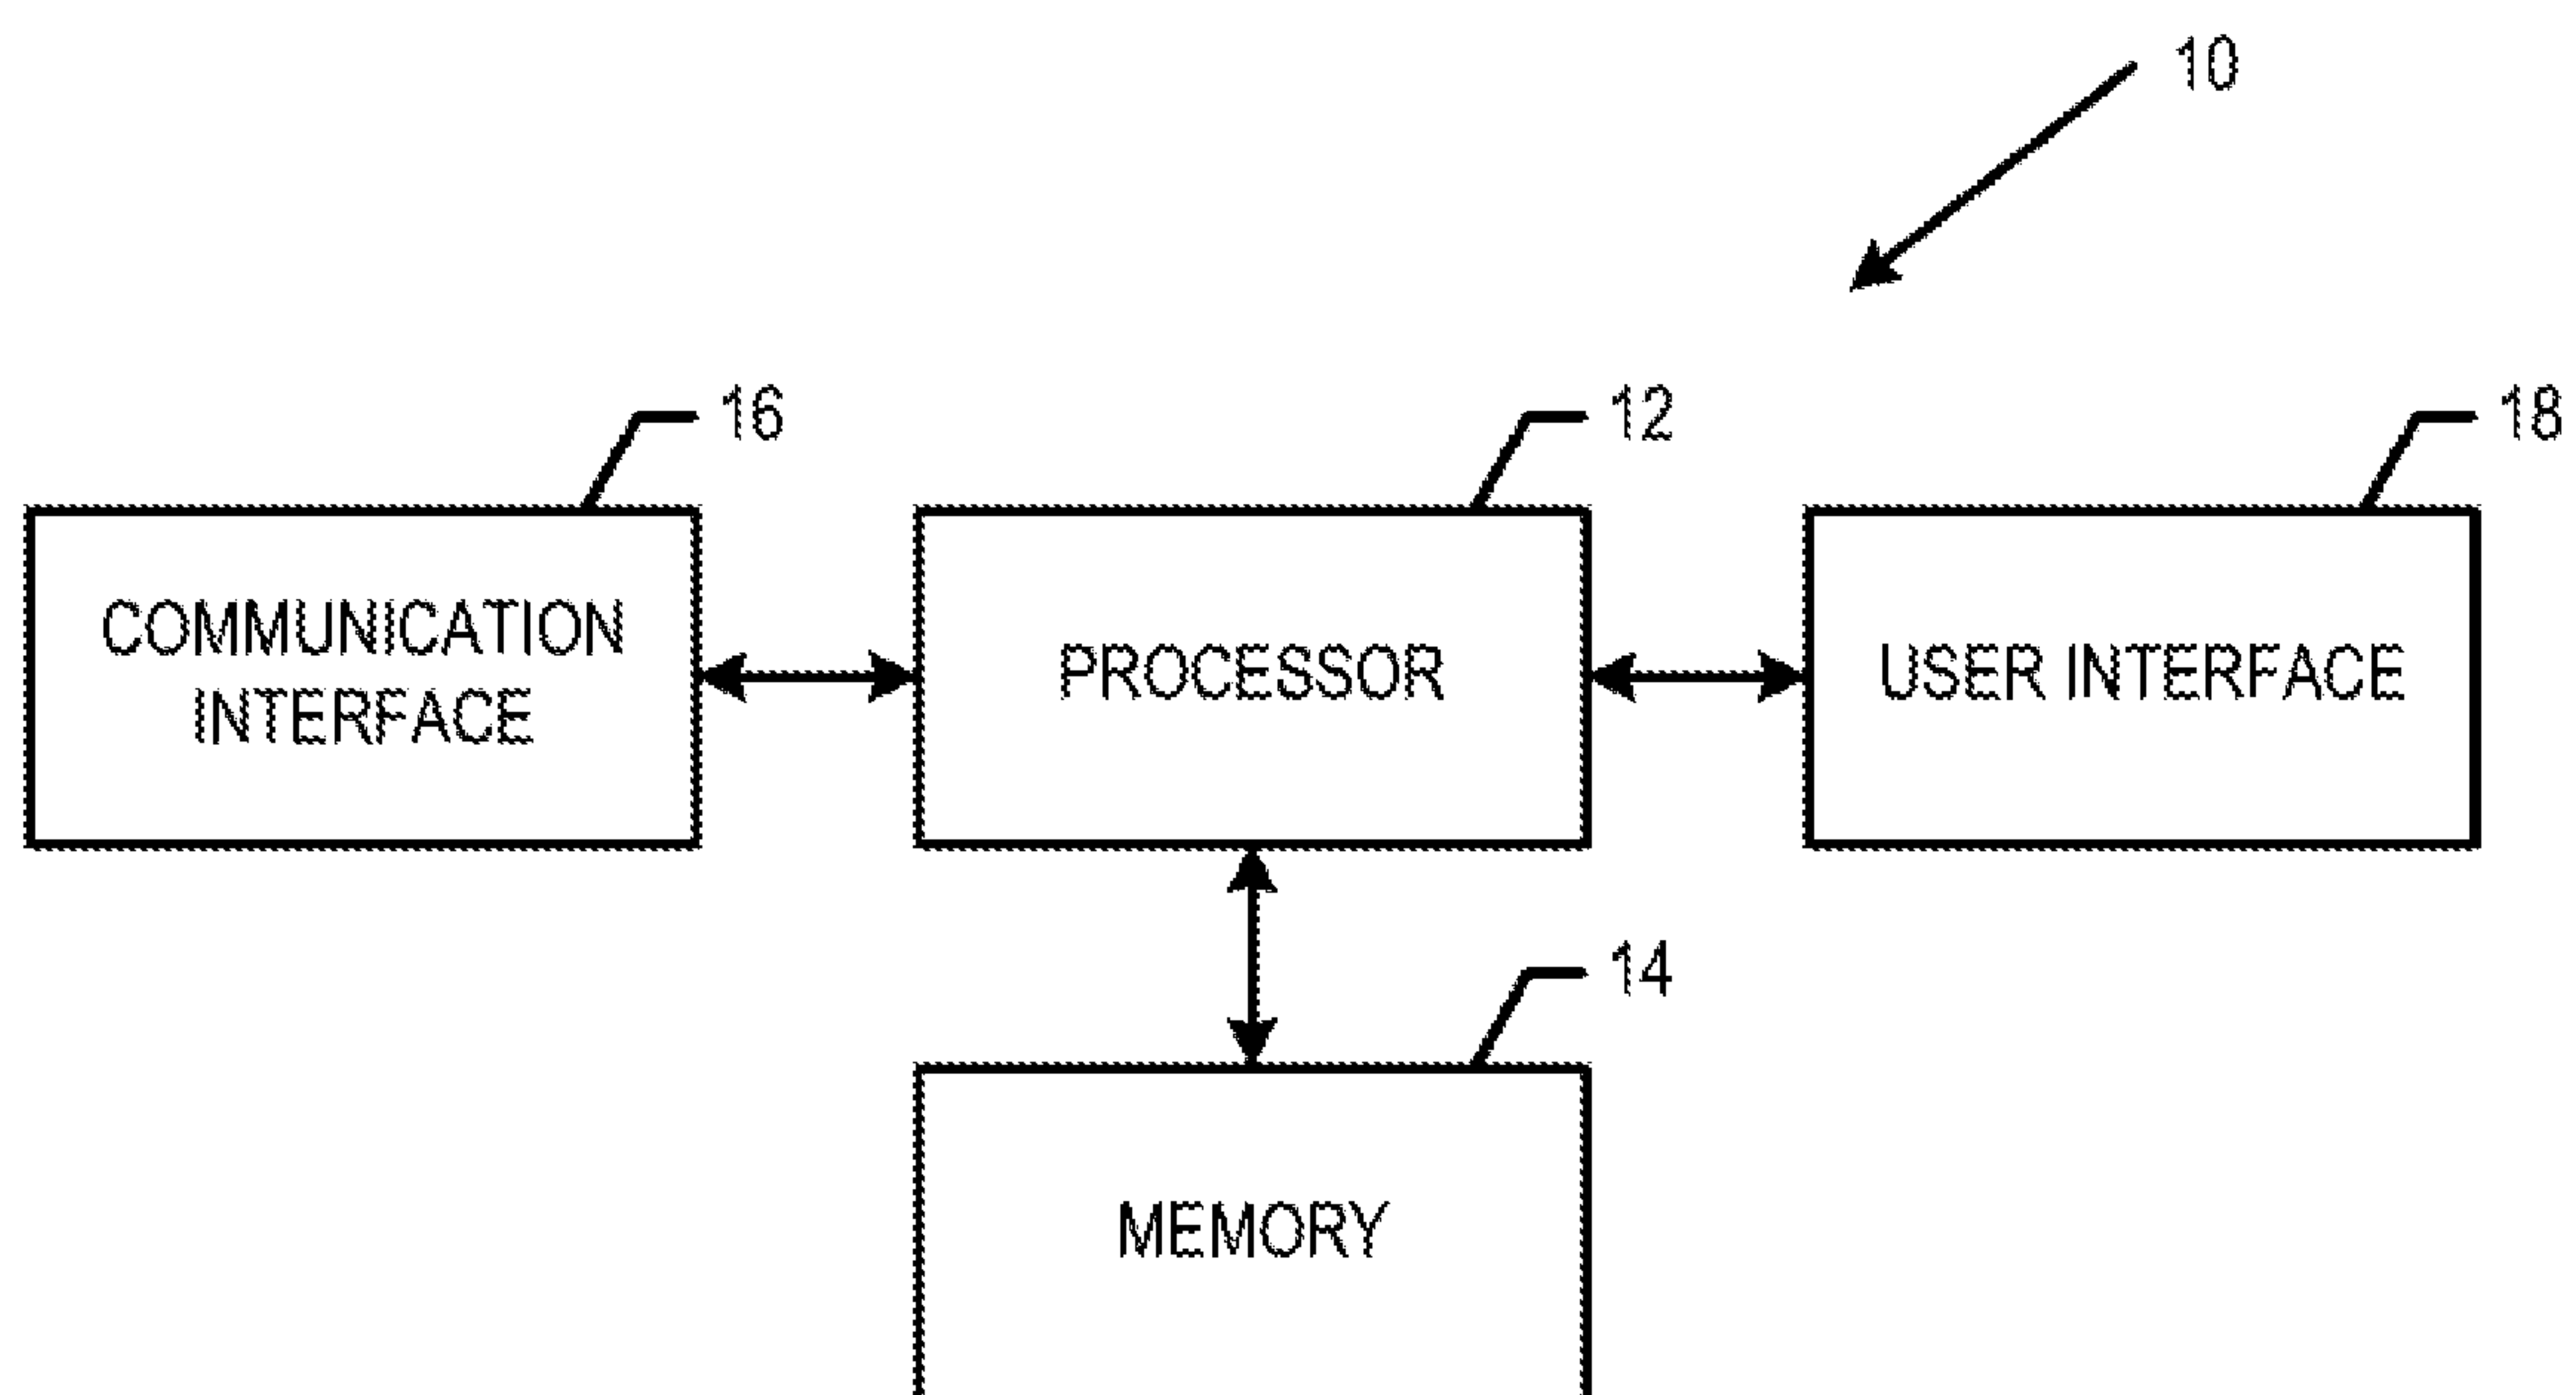 10
16
12
18
COMMUNICATION
INTERFACE
PROCESSOR
USER INTERFACE
14
MEMORY